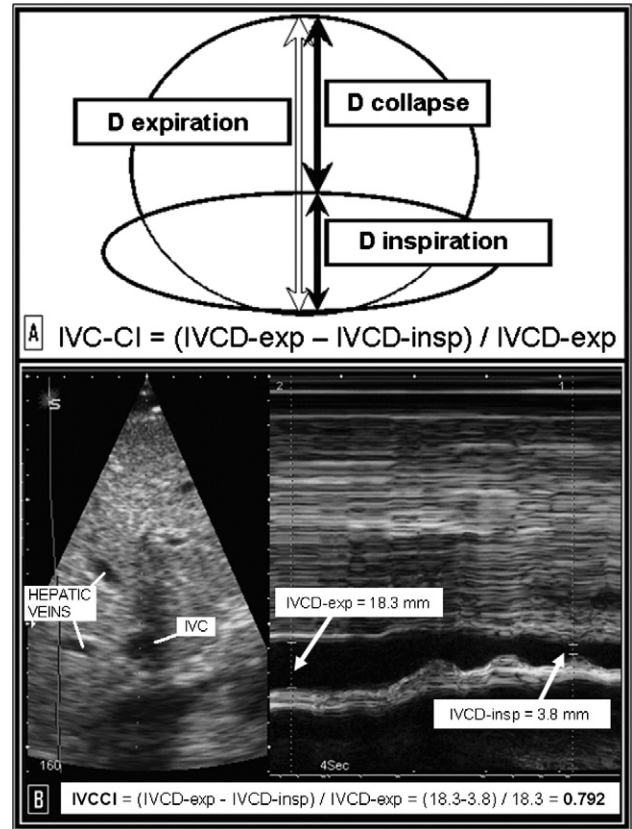 D expiration
D collapse
D inspiration
A IVC-CI = (IVCD-exp – IVCD-insp) / IVCD-exp
S
2
1
HEPATIC
VEINS
IVC
IVCD-exp = 18.3 mm
IVCD-insp = 3.8 mm
160
4Sec
B IVCCI = (IVCD-exp - IVCD-insp) / IVCD-exp = (18.3-3.8) / 18.3 = 0.792